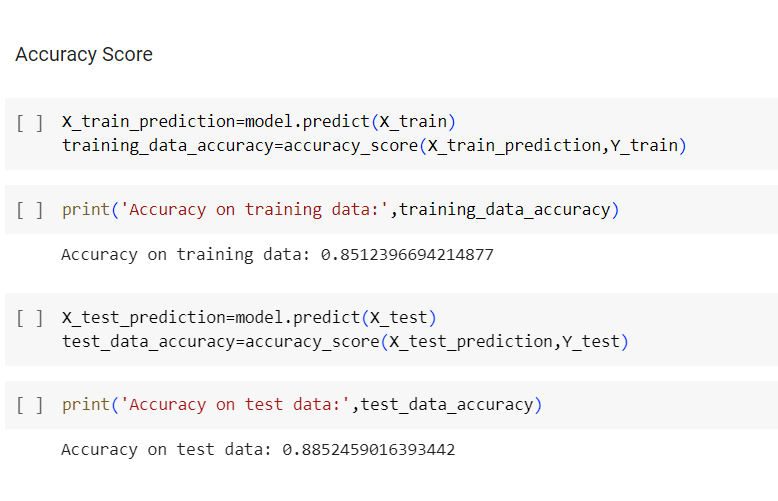 Accuracy Score
[ ] X_train_prediction=model.predict(X_train)
training_data_accuracy=accuracy_score(X_train_prediction,Y_train)
[ ] print('Accuracy on training data:',training_data_accuracy)
Accuracy on training data: 0.8512396694214877
[ ] X_test_prediction=model.predict(X_test)
test_data_accuracy=accuracy_score(X_test_prediction,Y_test)
[ ] print('Accuracy on test data:',test_data_accuracy)
Accuracy on test data: 0.8852459016393442